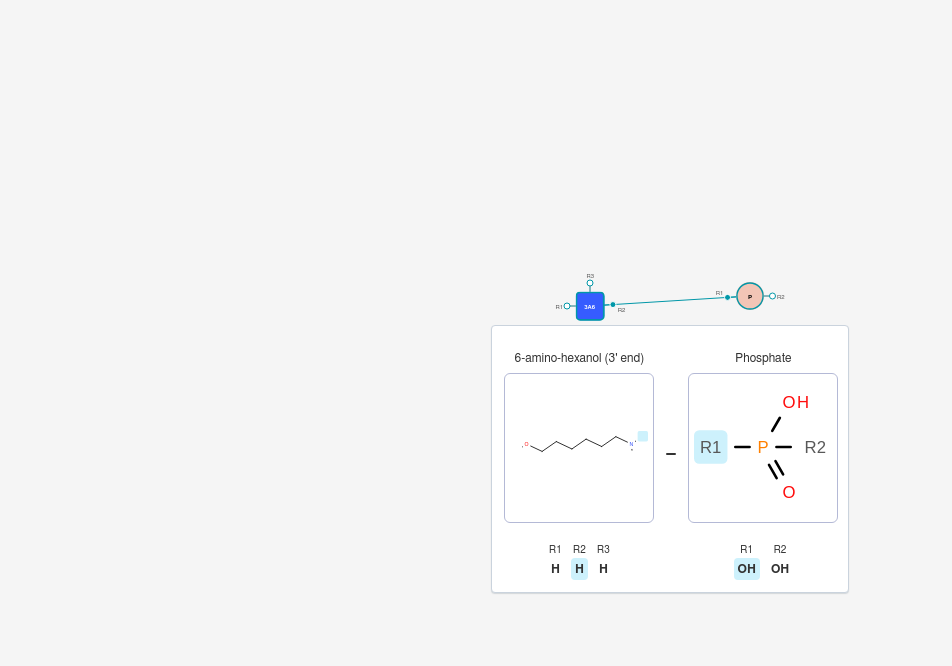 R3
R1 3A6 R2
R1 P R2
6-amino-hexanol (3' end) Phosphate
O N
OH
R1 P R2
O
R1 R2 R3 R1 R2
H H H OH OH